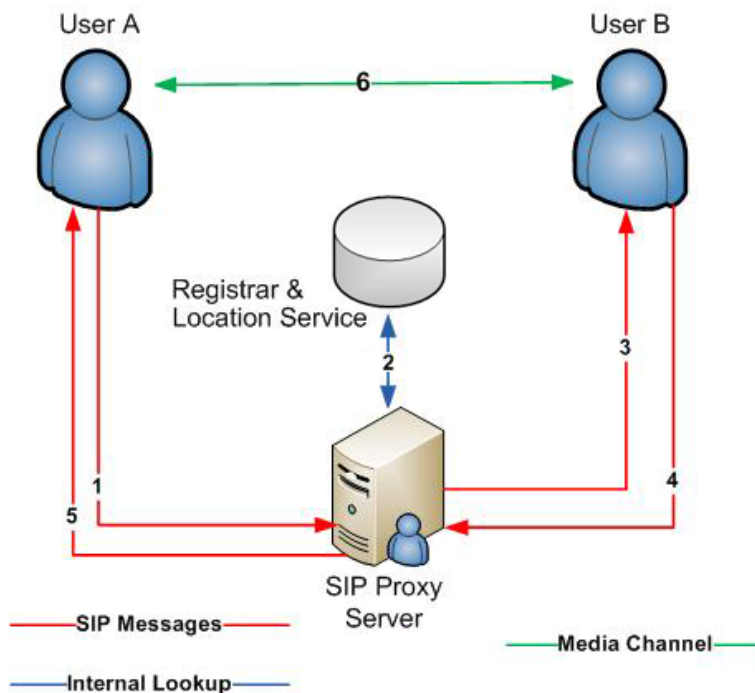 User A
User B
6
Registrar &
Location Service
2
3
1
4
5
SIP Proxy
Server
SIP Messages
Media Channel
Internal Lookup